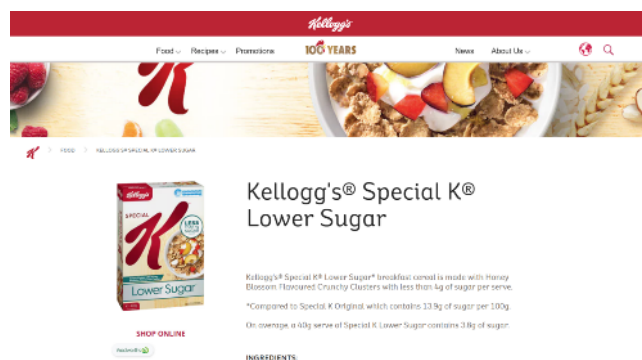 Kellogg's
Food Recipes Promotions 100 YEARS News About Us
K
K > FOOD > KELLOGG'S® SPECIAL K® LOWER SUGAR
Kellogg's® Special K®
Lower Sugar
Kellogg's
SPECIAL
K
LESS
Lower Sugar
Kellogg's® Special K® Lower Sugar* breakfast cereal is made with Honey
Blossom Flavoured Crunchy Clusters with less than 4g of sugar per serve.
*Compared to Special K Original which contains 13.9g of sugar per 100g.
On average, a 40g serve of Special K Lower Sugar contains 3.8g of sugar.
SHOP ONLINE
INGREDIENTS: